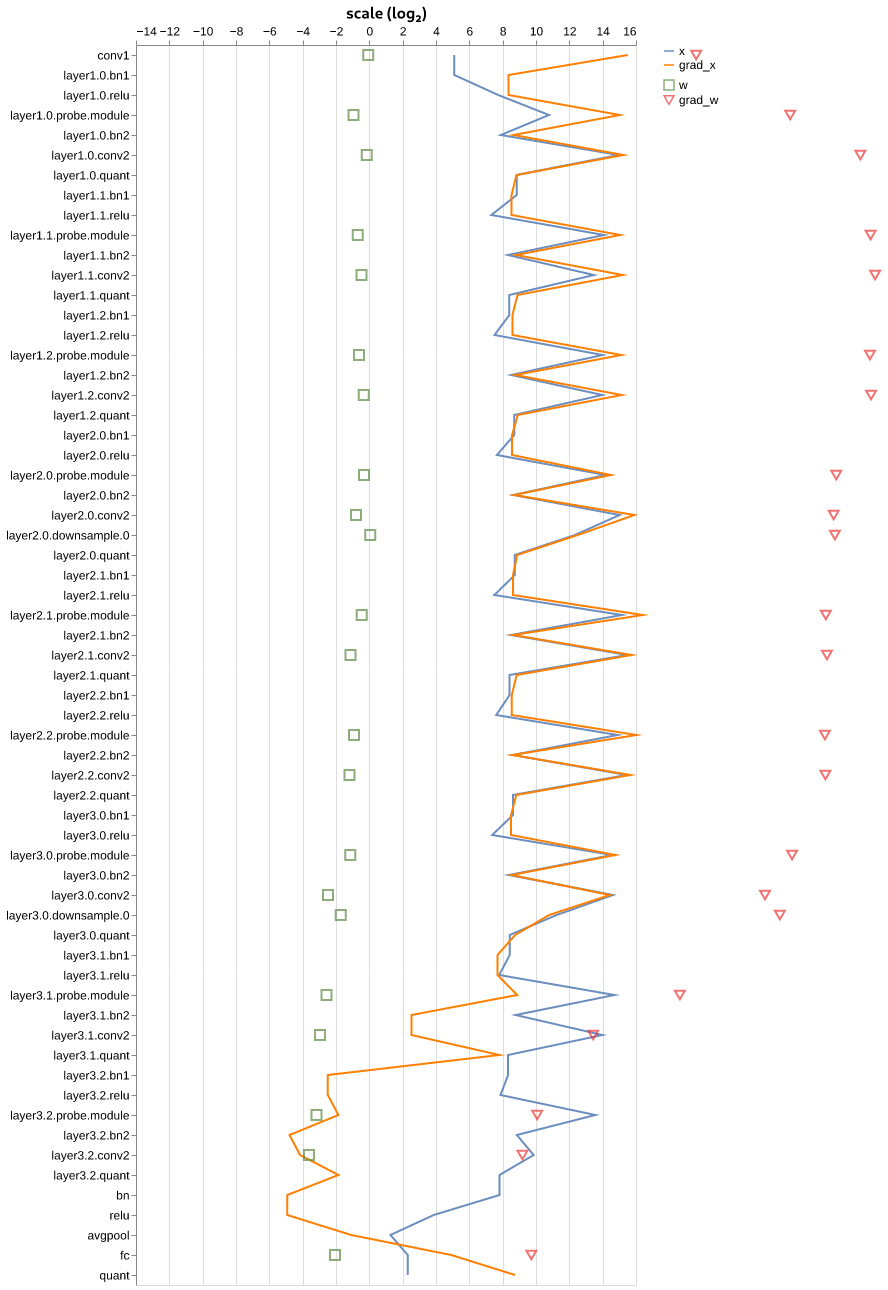 scale (log₂)
−14 −12 −10 −8 −6 −4 −2 0 2 4 6 8 10 12 14 16
x
grad_x
w
grad_w
conv1
layer1.0.bn1
layer1.0.relu
layer1.0.probe.module
layer1.0.bn2
layer1.0.conv2
layer1.0.quant
layer1.1.bn1
layer1.1.relu
layer1.1.probe.module
layer1.1.bn2
layer1.1.conv2
layer1.1.quant
layer1.2.bn1
layer1.2.relu
layer1.2.probe.module
layer1.2.bn2
layer1.2.conv2
layer1.2.quant
layer2.0.bn1
layer2.0.relu
layer2.0.probe.module
layer2.0.bn2
layer2.0.conv2
layer2.0.downsample.0
layer2.0.quant
layer2.1.bn1
layer2.1.relu
layer2.1.probe.module
layer2.1.bn2
layer2.1.conv2
layer2.1.quant
layer2.2.bn1
layer2.2.relu
layer2.2.probe.module
layer2.2.bn2
layer2.2.conv2
layer2.2.quant
layer3.0.bn1
layer3.0.relu
layer3.0.probe.module
layer3.0.bn2
layer3.0.conv2
layer3.0.downsample.0
layer3.0.quant
layer3.1.bn1
layer3.1.relu
layer3.1.probe.module
layer3.1.bn2
layer3.1.conv2
layer3.1.quant
layer3.2.bn1
layer3.2.relu
layer3.2.probe.module
layer3.2.bn2
layer3.2.conv2
layer3.2.quant
bn
relu
avgpool
fc
quant